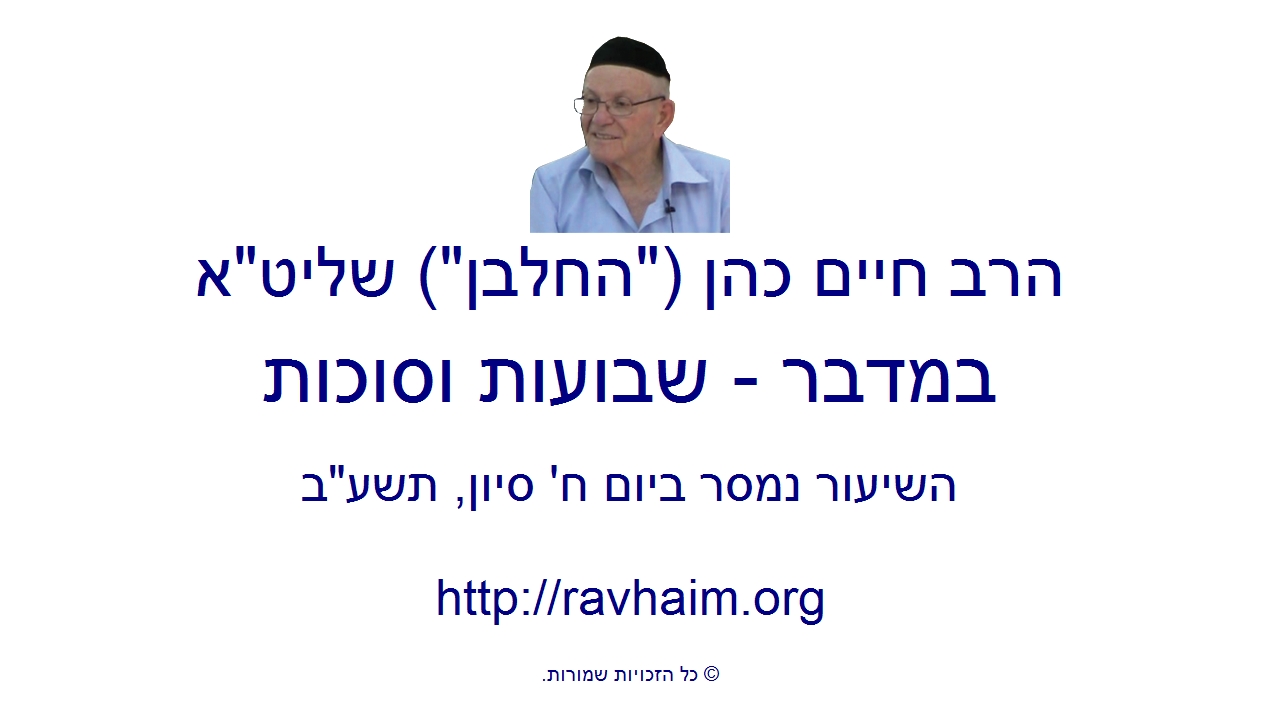 הרב חיים כהן ("החלבן") שליט"א
במדבר - שבועות וסוכות
השיעור נמסר ביום ח' סיון, תשע"ב
http://ravhaim.org
© כל הזכויות שמורות.